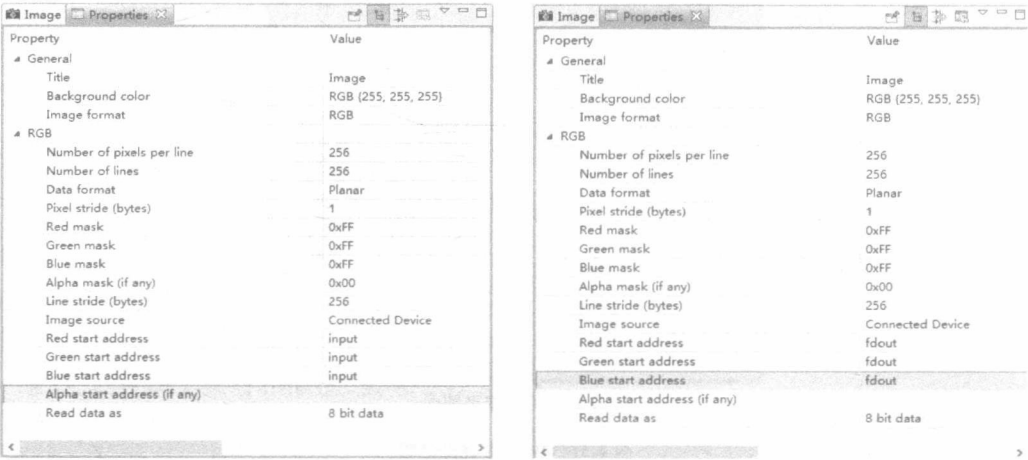 Image Properties
Property Value
General
Title Image
Background color RGB (255, 255, 255)
Image format RGB
RGB
Number of pixels per line 256
Number of lines 256
Data format Planar
Pixel stride (bytes) 1
Red mask 0xFF
Green mask 0xFF
Blue mask 0xFF
Alpha mask (if any) 0x00
Line stride (bytes) 256
Image source Connected Device
Red start address input
Green start address input
Blue start address input
Alpha start address (if any)
Read data as 8 bit data
Image Properties
Property Value
General
Title Image
Background color RGB (255, 255, 255)
Image format RGB
RGB
Number of pixels per line 256
Number of lines 256
Data format Planar
Pixel stride (bytes) 1
Red mask 0xFF
Green mask 0xFF
Blue mask 0xFF
Alpha mask (if any) 0x00
Line stride (bytes) 256
Image source Connected Device
Red start address fdout
Green start address fdout
Blue start address fdout
Alpha start address (if any)
Read data as 8 bit data